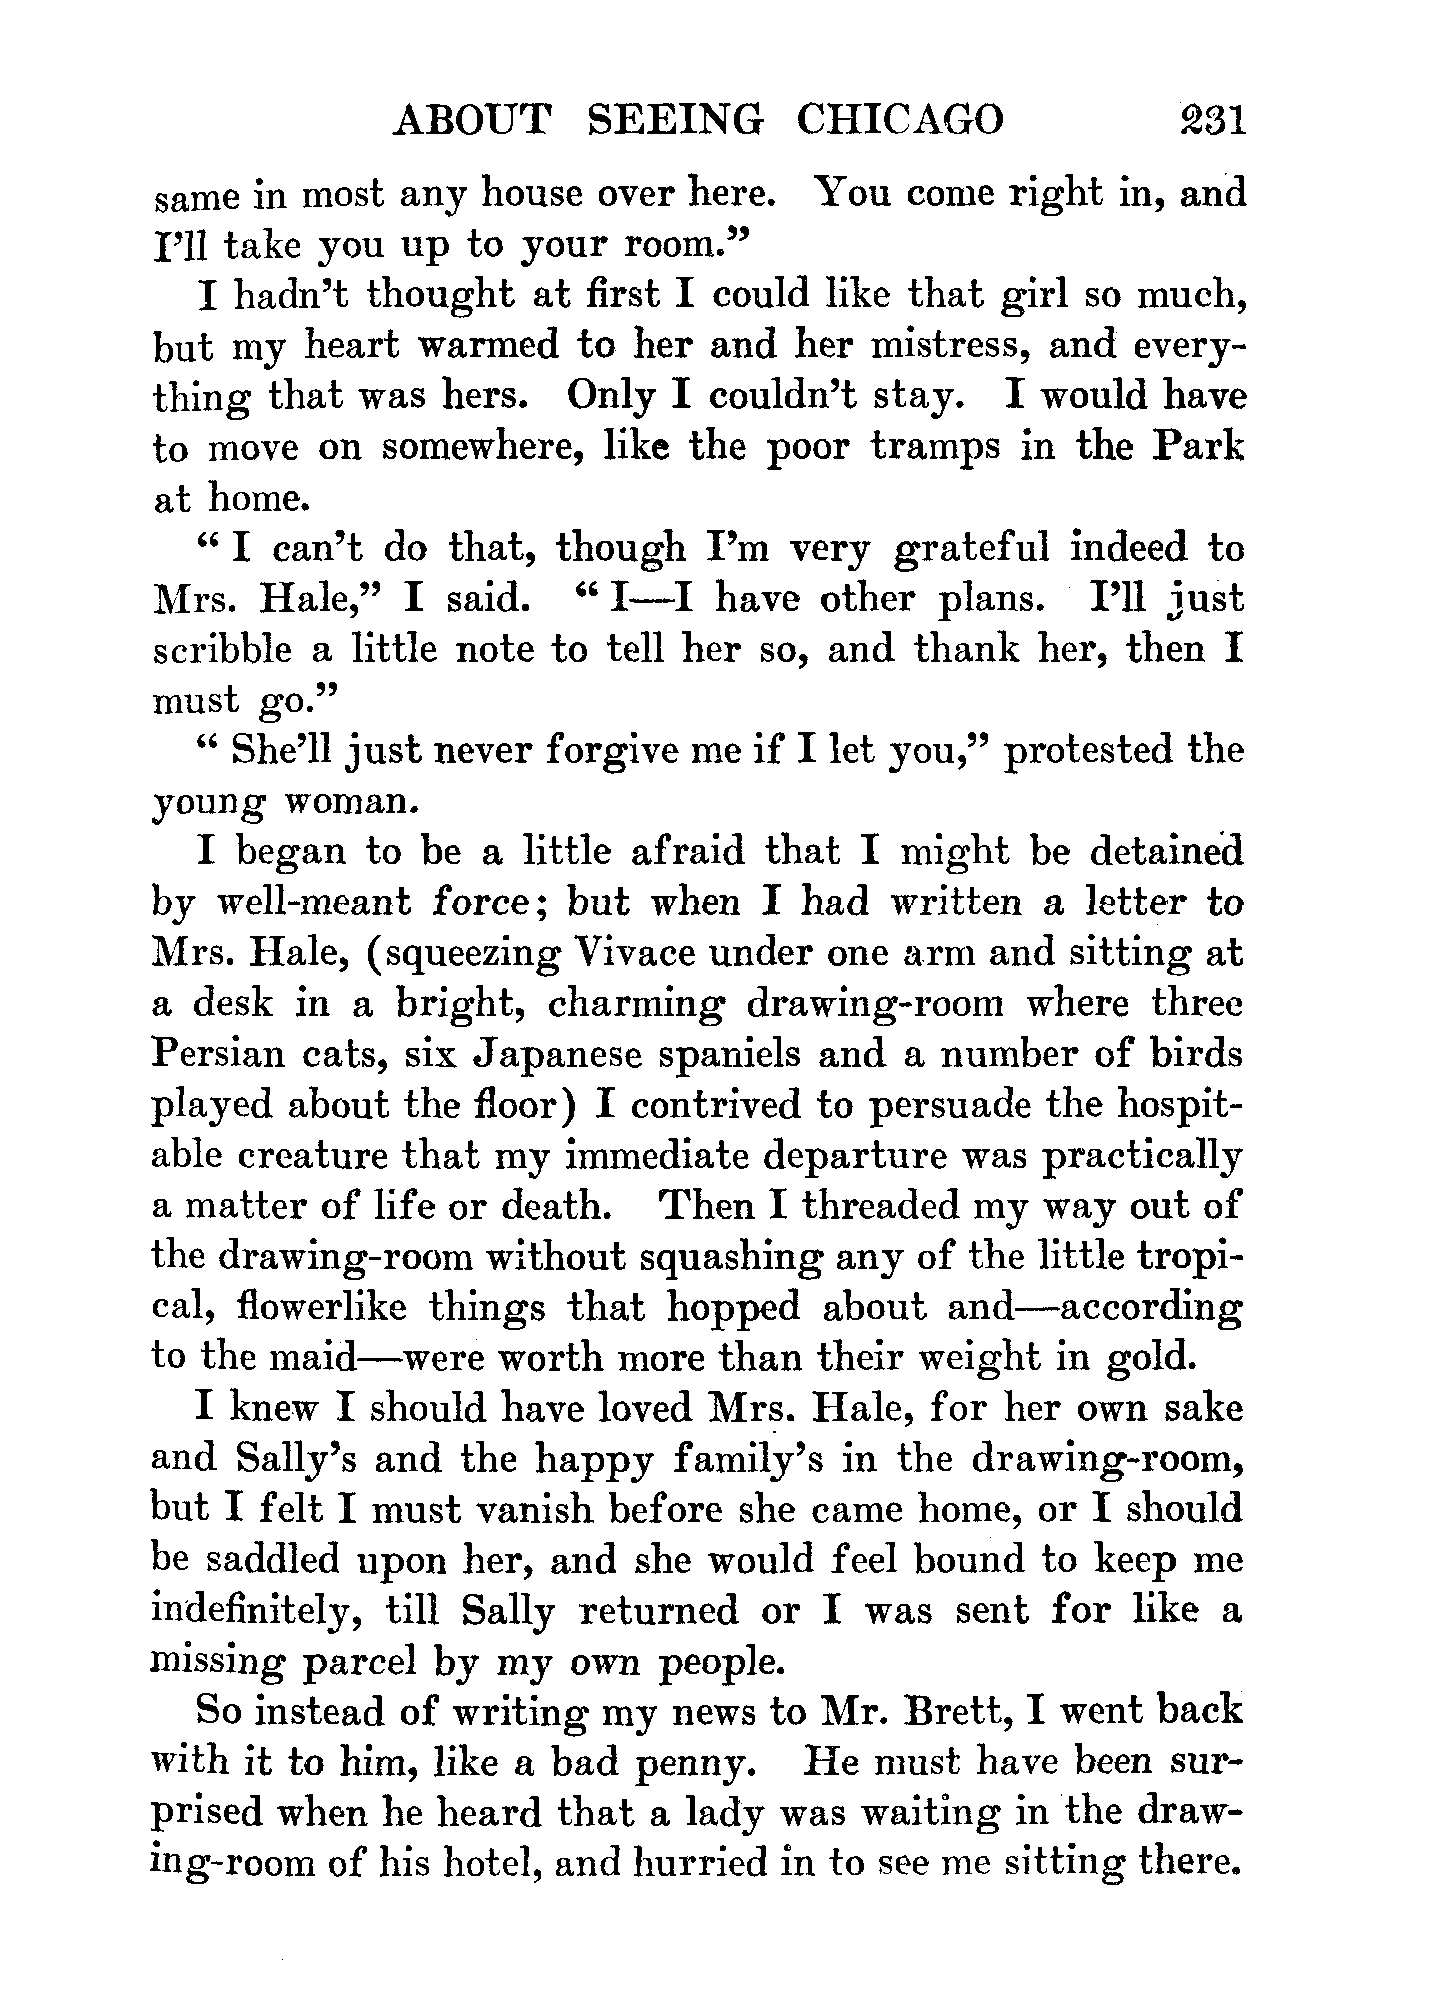 ABOUT SEEING CHICAGO 231
same in most any house over here. You come right in, and
I'll take you up to your room."
I hadn't thought at first I could like that girl so much,
but my heart warmed to her and her mistress, and every-
thing that was hers. Only I couldn't stay. I would have
to move on somewhere, like the poor tramps in the Park
at home.
" I can't do that, though I'm very grateful indeed to
Mrs. Hale," I said. " I—I have other plans. I'll just
scribble a little note to tell her so, and thank her, then I
must go."
" She'll just never forgive me if I let you," protested the
young woman.
I began to be a little afraid that I might be detained
by well-meant force; but when I had written a letter to
Mrs. Hale, (squeezing Vivace under one arm and sitting at
a desk in a bright, charming drawing-room where three
Persian cats, six Japanese spaniels and a number of birds
played about the floor) I contrived to persuade the hospit-
able creature that my immediate departure was practically
a matter of life or death. Then I threaded my way out of
the drawing-room without squashing any of the little tropi-
cal, flowerlike things that hopped about and—according
to the maid—were worth more than their weight in gold.
I knew I should have loved Mrs. Hale, for her own sake
and Sally's and the happy family's in the drawing-room,
but I felt I must vanish before she came home, or I should
be saddled upon her, and she would feel bound to keep me
indefinitely, till Sally returned or I was sent for like a
missing parcel by my own people.
So instead of writing my news to Mr. Brett, I went back
with it to him, like a bad penny. He must have been sur-
prised when he heard that a lady was waiting in the draw-
ing-room of his hotel, and hurried in to see me sitting there.